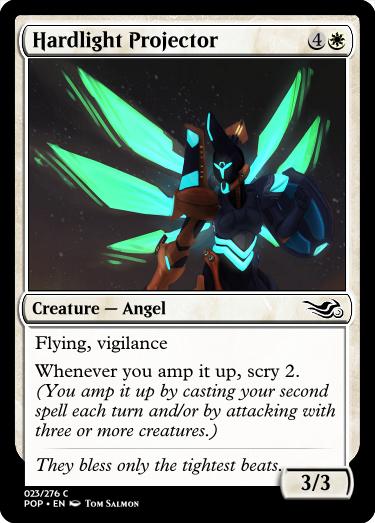 Hardlight Projector 4
Creature — Angel
Flying, vigilance
Whenever you amp it up, scry 2.
(You amp it up by casting your second
spell each turn and/or by attacking with
three or more creatures.)
They bless only the tightest beats.
3/3
023/276 C
POP • EN Tom Salmon